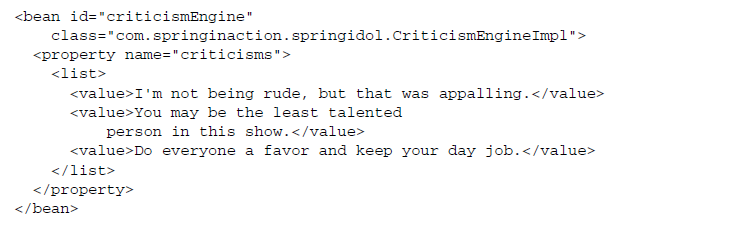 <bean id="criticismEngine"
    class="com.springinaction.springidol.CriticismEngineImpl">
  <property name="criticisms">
    <list>
      <value>I'm not being rude, but that was appalling.</value>
      <value>You may be the least talented
          person in this show.</value>
      <value>Do everyone a favor and keep your day job.</value>
    </list>
  </property>
</bean>